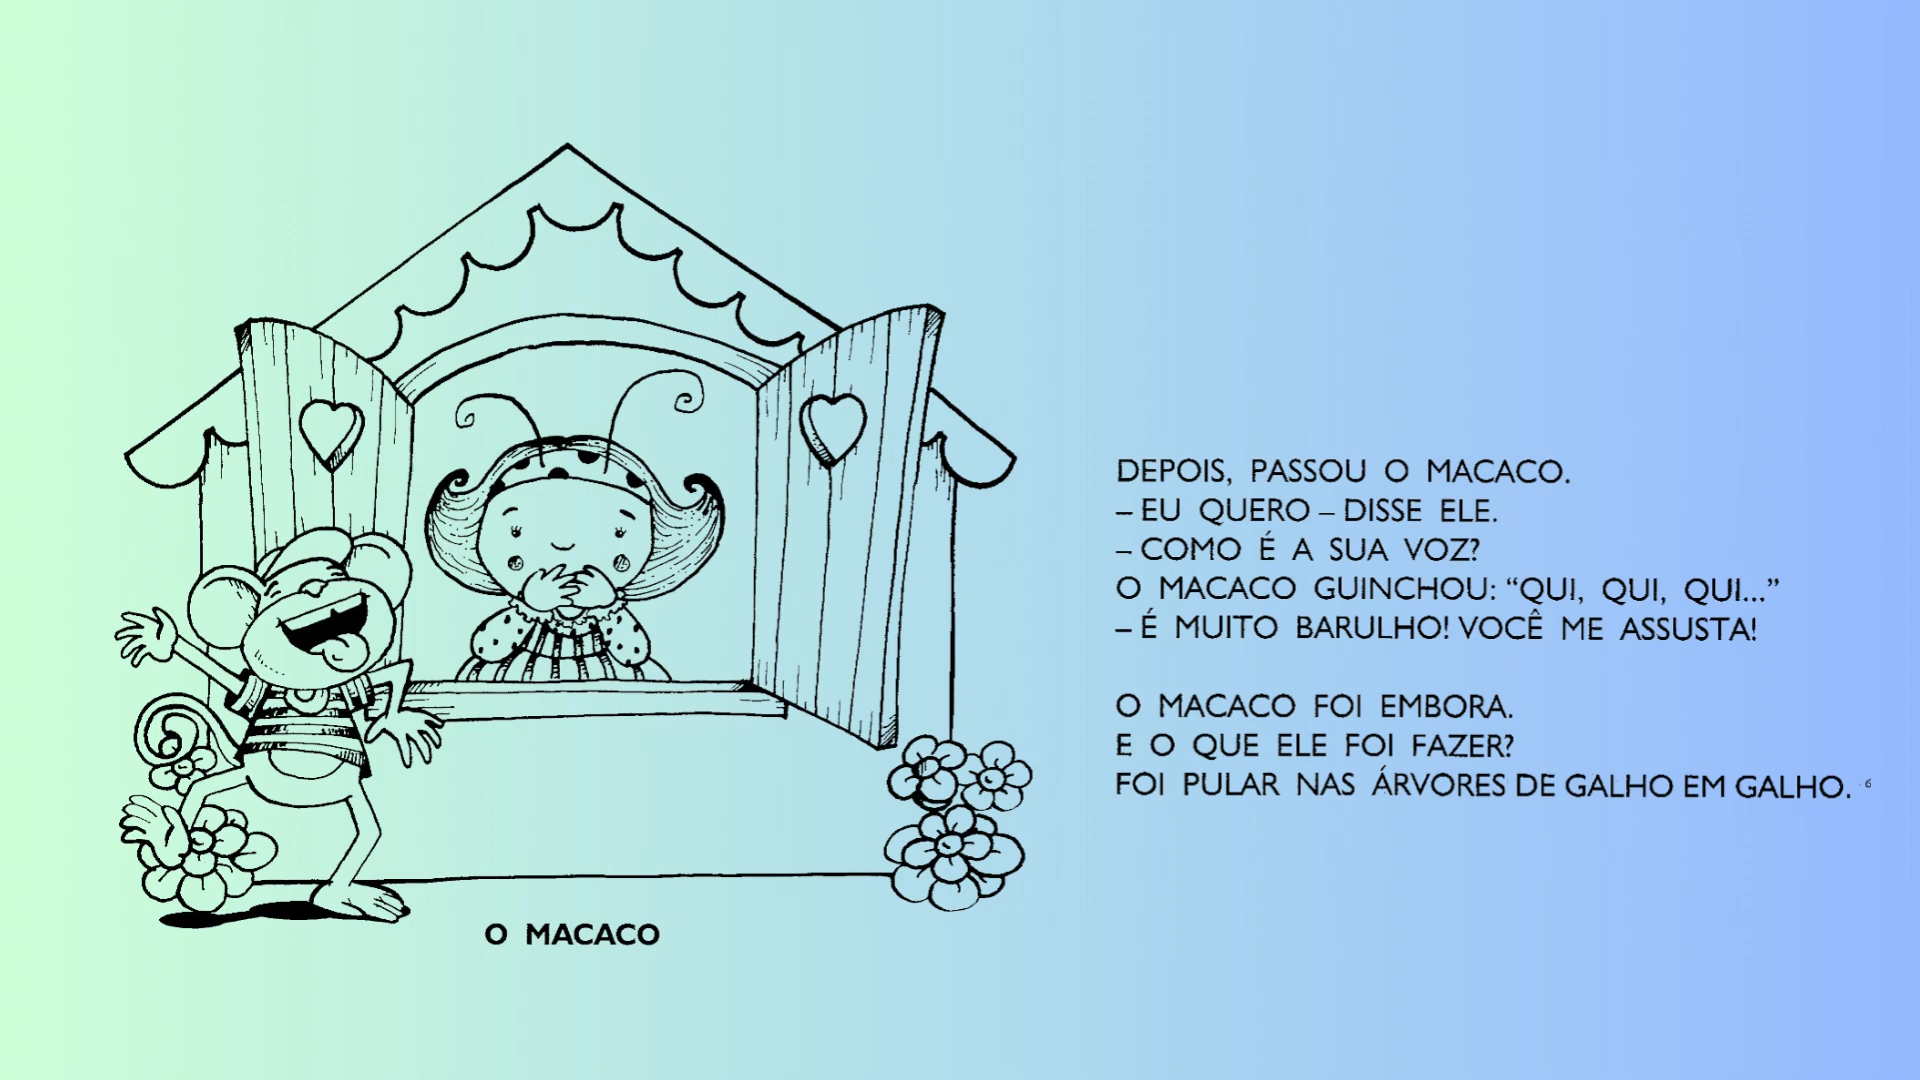 DEPOIS, PASSOU O MACACO.
– EU QUERO – DISSE ELE.
– COMO É A SUA VOZ?
O MACACO GUINCHOU: “QUI, QUI, QUI...”
– É MUITO BARULHO! VOCÊ ME ASSUSTA!
O MACACO FOI EMBORA.
E O QUE ELE FOI FAZER?
FOI PULAR NAS ÁRVORES DE GALHO EM GALHO. 6
O MACACO